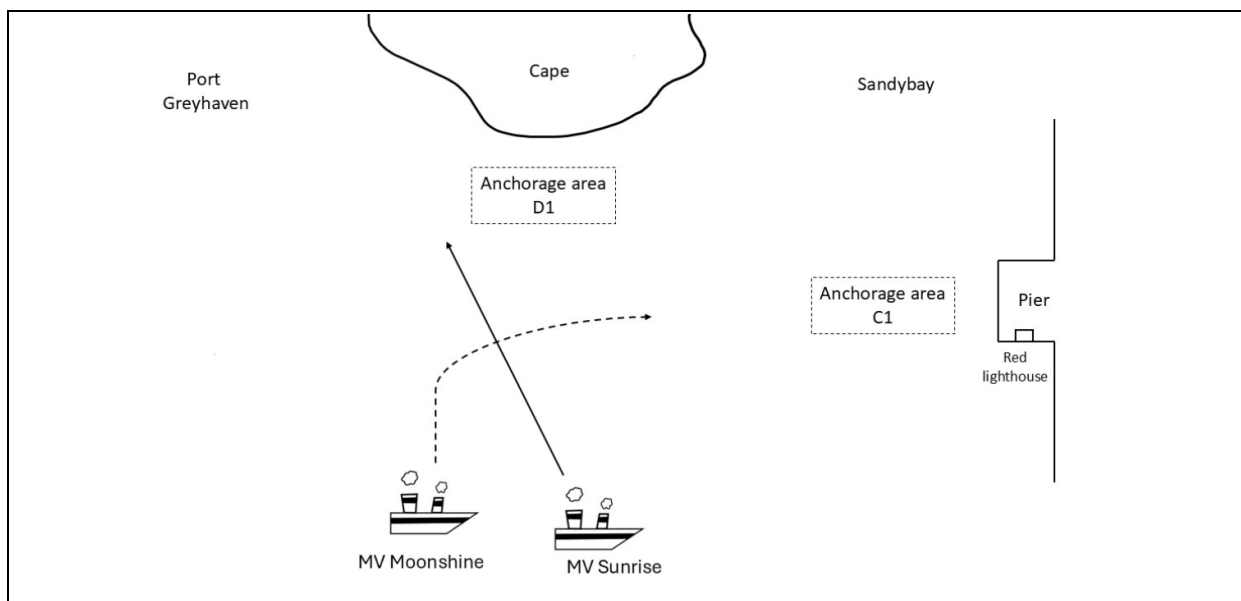 Cape
Port
Greyhaven
Sandybay
Anchorage area
D1
Anchorage area
C1
Pier
Red
lighthouse
MV Moonshine
MV Sunrise